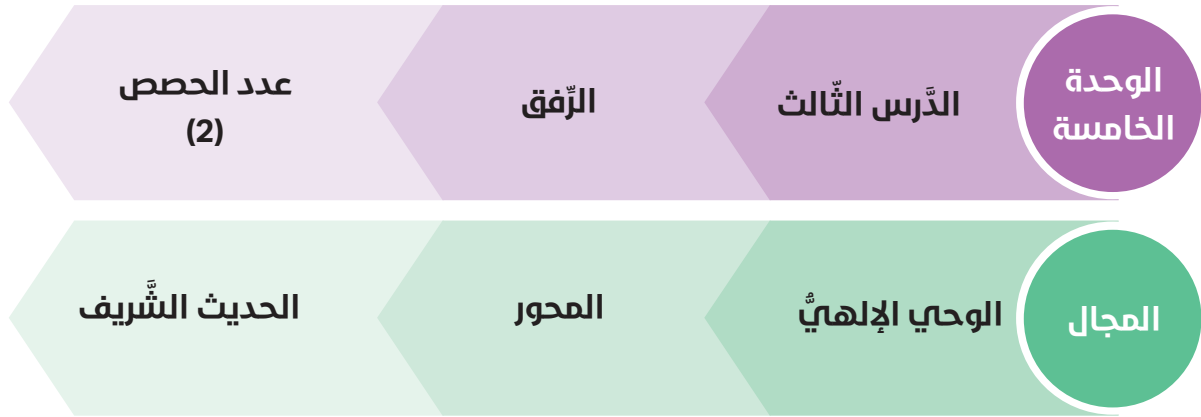 الوحدة
الخامسة
الدَّرس الثّالث
الرِّفق
عدد الحصص
(2)
المجال
الوحي الإلهيُّ
المحور
الحديث الشَّريف